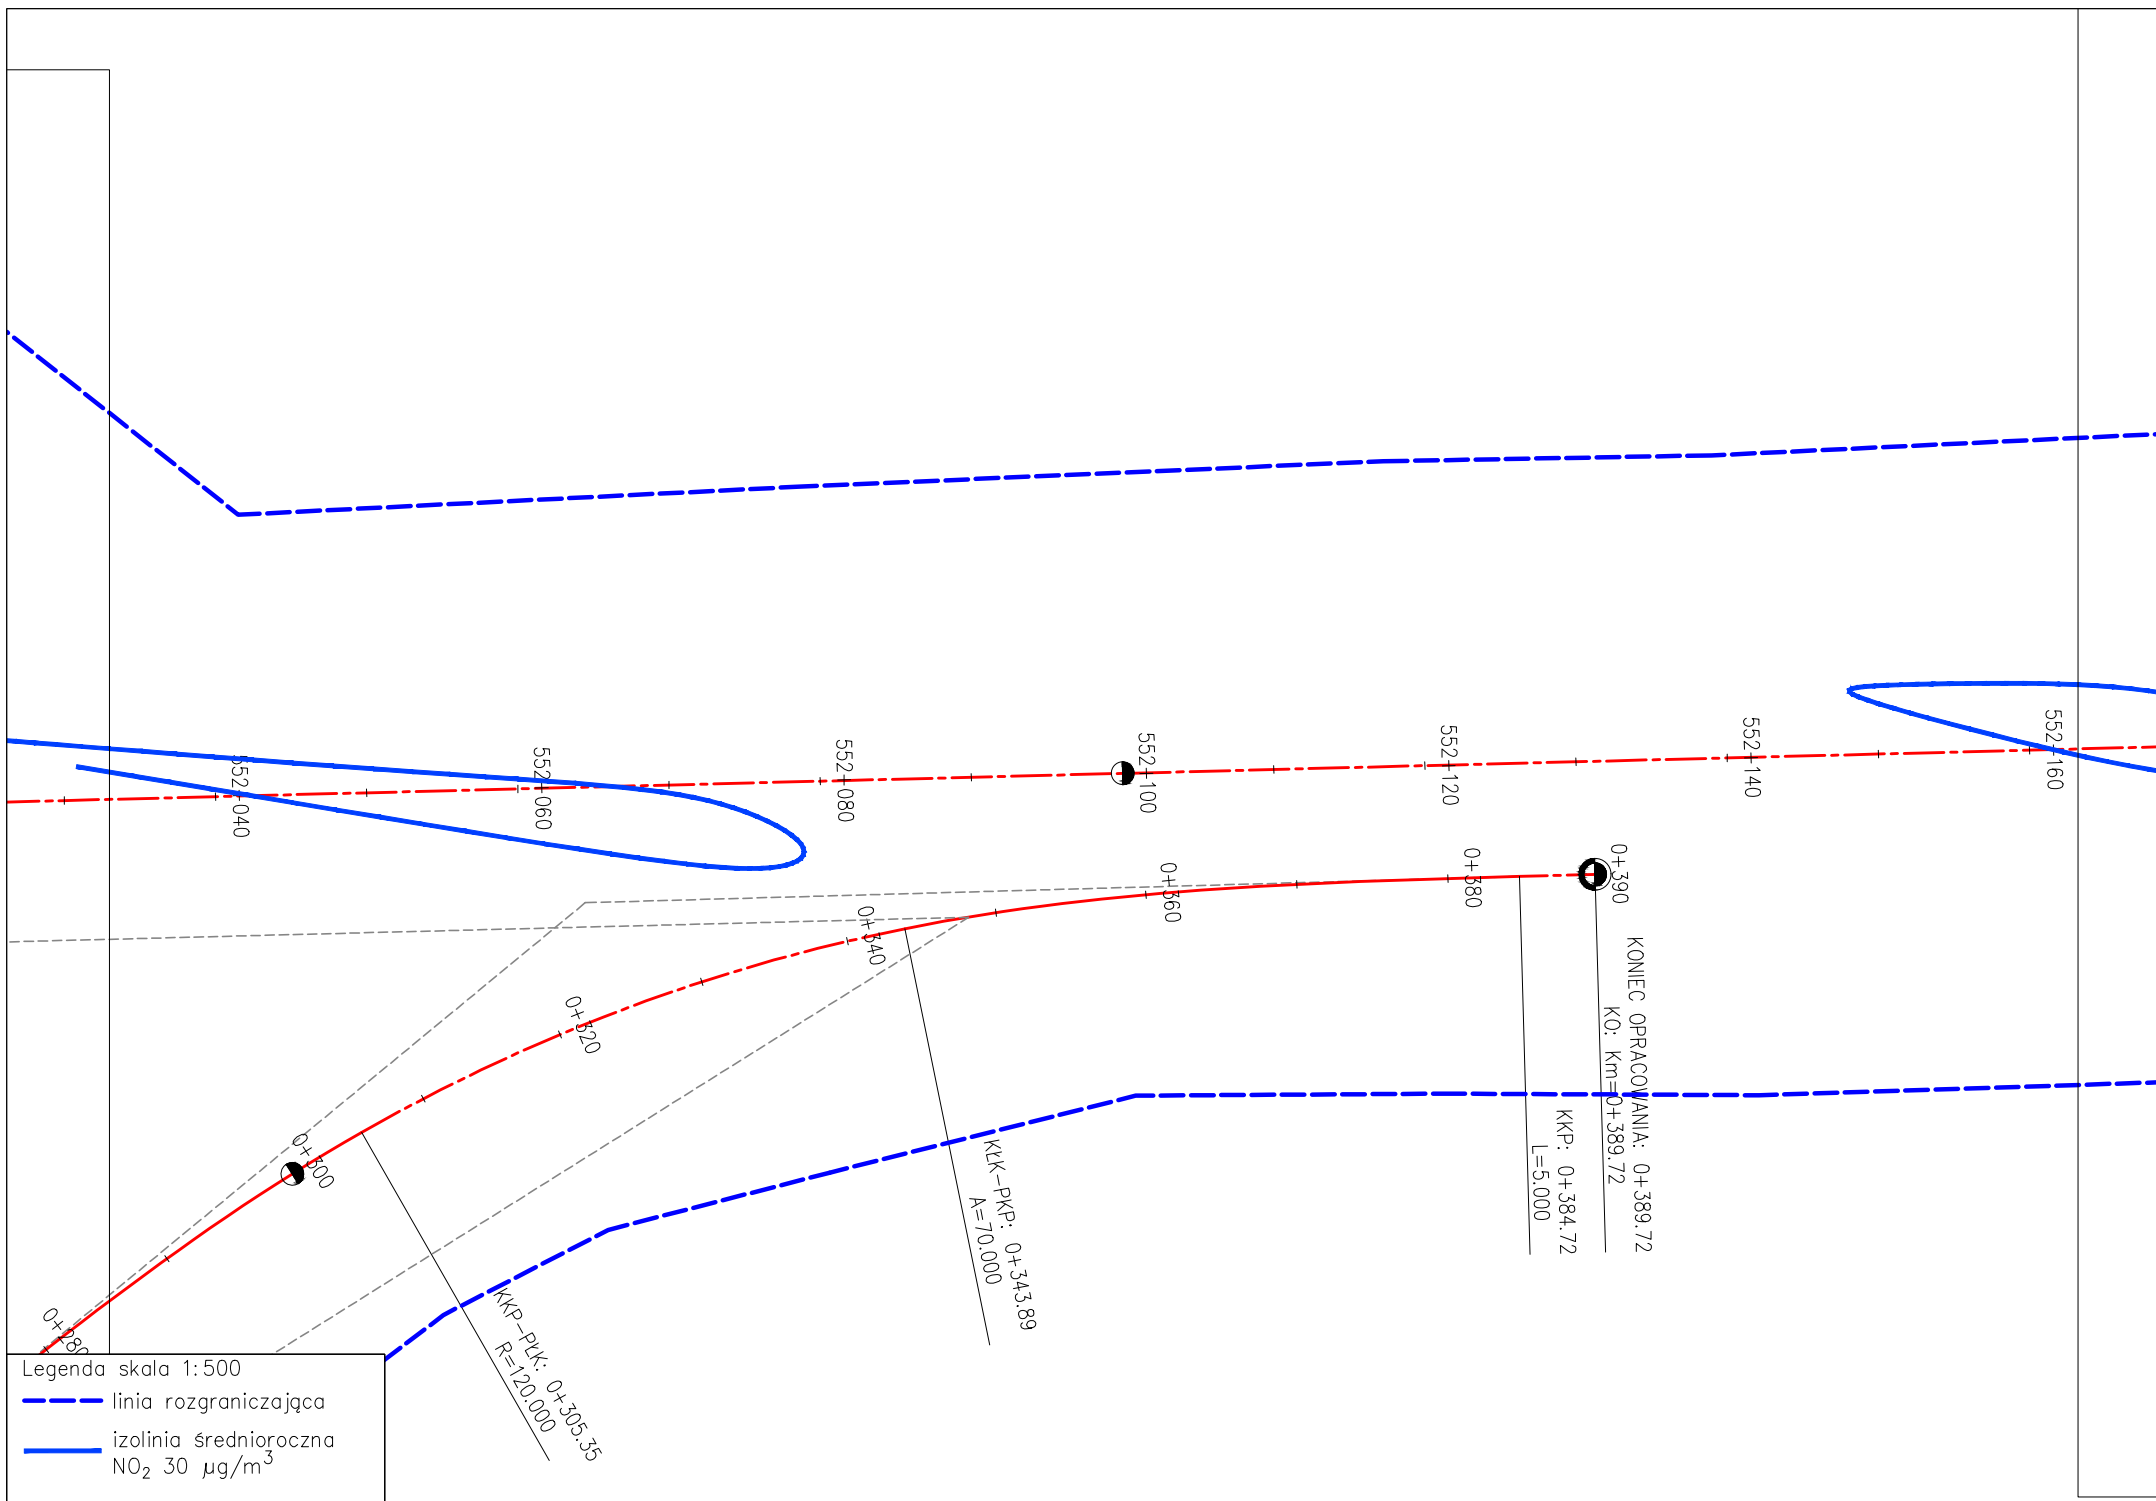 552+040
552+060
552+080
552+100
552+120
552+140
552+160
0+280
0+300
0+320
0+340
0+360
0+380
0+390
KONIEC OPRACOWANIA: 0+389.72
KO: Km=0+389.72
KKP: 0+384.72
L=5.000
KŁK-PKP: 0+343.89
A=70.000
KKP-PŁK: 0+305.35
R=120.000
Legenda skala 1:500
linia rozgraniczająca
izolinia średnioroczna
NO₂ 30 µg/m³